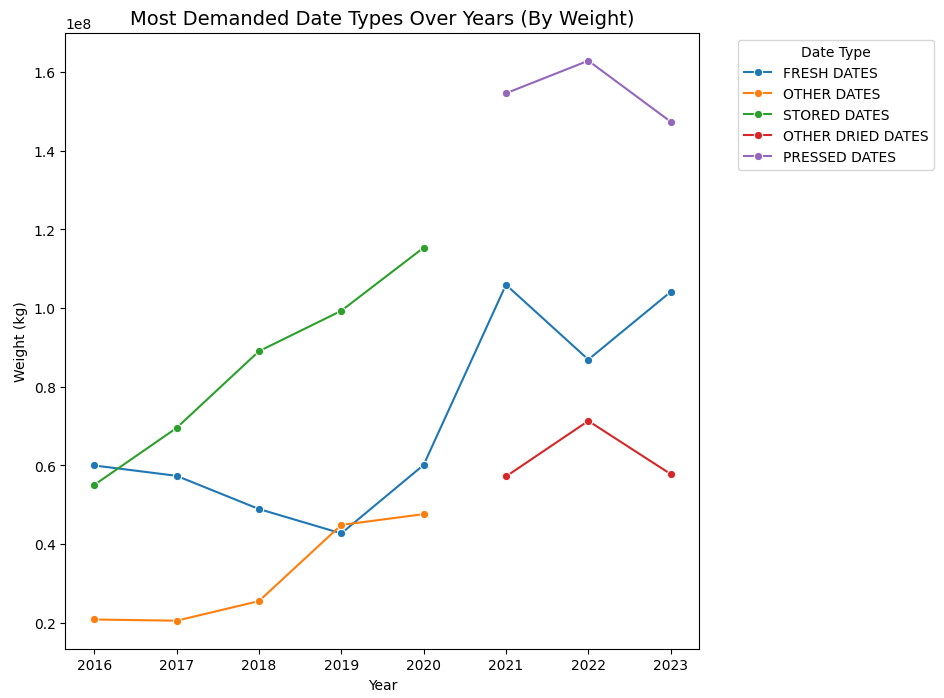 Most Demanded Date Types Over Years (By Weight)
1e8
1.6
1.4
1.2
1.0
0.8
0.6
0.4
0.2
Weight (kg)
2016 2017 2018 2019 2020 2021 2022 2023
Year
Date Type
FRESH DATES
OTHER DATES
STORED DATES
OTHER DRIED DATES
PRESSED DATES